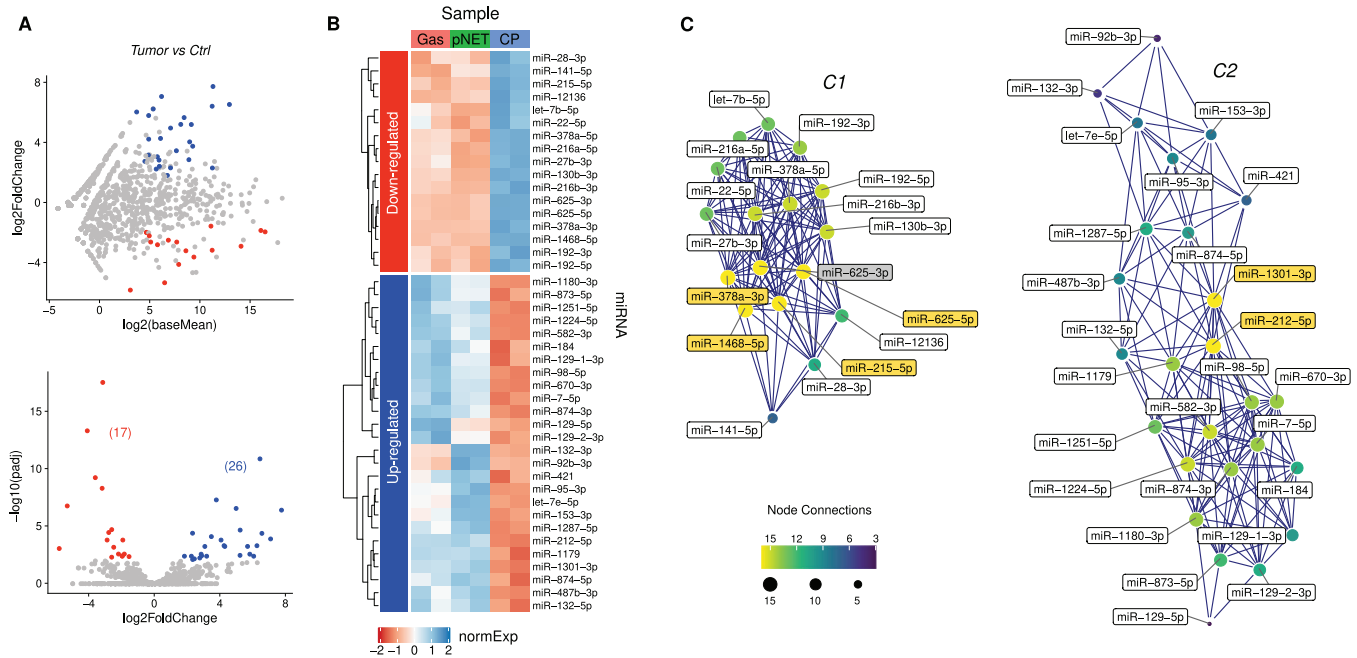 A
Tumor vs Ctrl
log2FoldChange
8
4
0
−4
−5
0
5
10
15
log2(baseMean)
−log10(padj)
15
10
5
0
(17)
(26)
−4
0
4
8
log2FoldChange
B
Sample
Gas
pNET
CP
Down-regulated
Up-regulated
miR−28−3p
miR−141−5p
miR−215−5p
miR−12136
let−7b−5p
miR−22−5p
miR−378a−5p
miR−216a−5p
miR−27b−3p
miR−130b−3p
miR−216b−3p
miR−625−3p
miR−625−5p
miR−378a−3p
miR−1468−5p
miR−192−3p
miR−192−5p
miR−1180−3p
miR−873−5p
miR−1251−5p
miR−1224−5p
miR−582−3p
miR−184
miR−129−1−3p
miR−98−5p
miR−670−3p
miR−7−5p
miR−874−3p
miR−129−5p
miR−129−2−3p
miR−132−3p
miR−92b−3p
miR−421
miR−95−3p
let−7e−5p
miR−153−3p
miR−1287−5p
miR−212−5p
miR−1179
miR−1301−3p
miR−874−5p
miR−487b−3p
miR−132−5p
miRNA
−2 −1 0 1 2
normExp
C
C1
let−7b−5p
miR−192−3p
miR−216a−5p
miR−378a−5p
miR−22−5p
miR−192−5p
miR−216b−3p
miR−130b−3p
miR−27b−3p
miR−625−3p
miR−378a−3p
miR−625−5p
miR−1468−5p
miR−12136
miR−215−5p
miR−28−3p
miR−141−5p
Node Connections
15 12 9 6 3
15
10
5
C2
miR−92b−3p
miR−132−3p
miR−153−3p
let−7e−5p
miR−95−3p
miR−421
miR−1287−5p
miR−874−5p
miR−1301−3p
miR−487b−3p
miR−212−5p
miR−132−5p
miR−98−5p
miR−1179
miR−670−3p
miR−582−3p
miR−7−5p
miR−1251−5p
miR−1224−5p
miR−874−3p
miR−184
miR−1180−3p
miR−129−1−3p
miR−873−5p
miR−129−2−3p
miR−129−5p